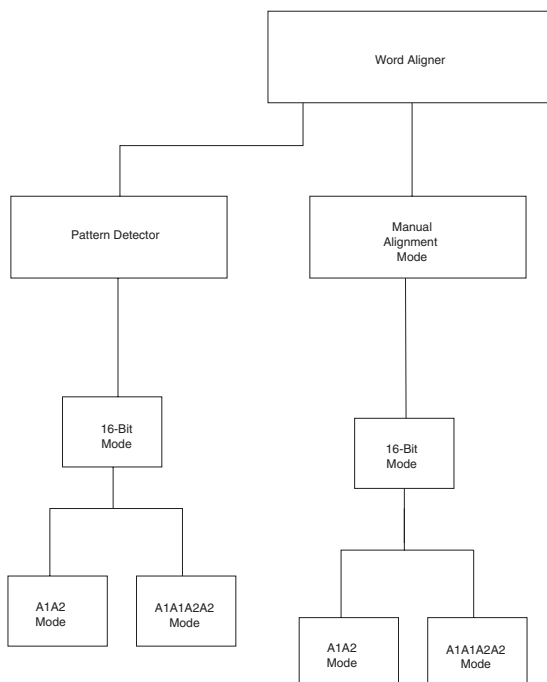 Word Aligner
Pattern Detector
Manual
Alignment
Mode
16-Bit
Mode
16-Bit
Mode
A1A2
Mode
A1A1A2A2
Mode
A1A2
Mode
A1A1A2A2
Mode